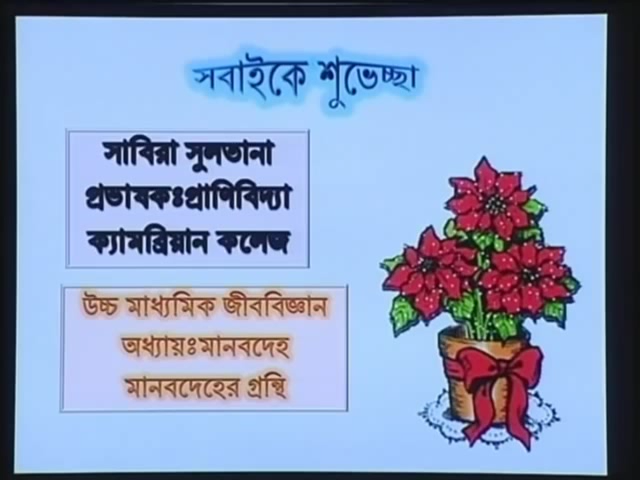 সবাইকে শুভেচ্ছা
সাবিরা সুলতানা
প্রভাষকঃপ্রাণিবিদ্যা
ক্যামব্রিয়ান কলেজ
উচ্চ মাধ্যমিক জীববিজ্ঞান
অধ্যায়ঃমানবদেহ
মানবদেহের গ্রন্থি